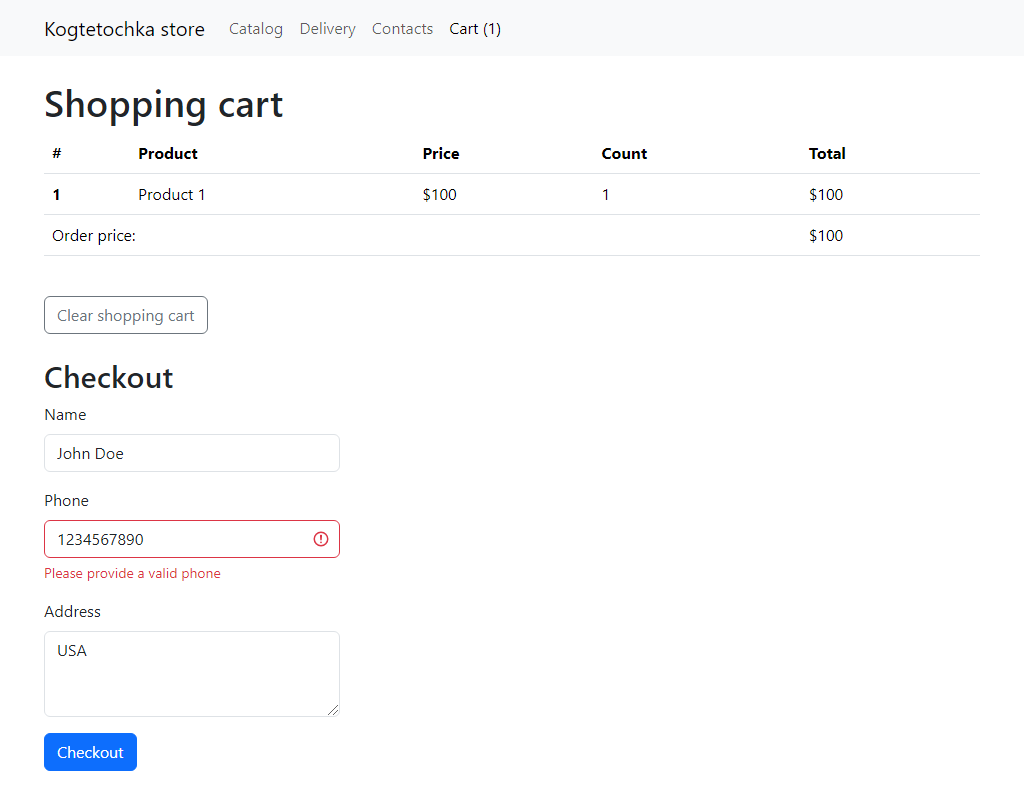 Kogtetochka store Catalog Delivery Contacts Cart (1)
Shopping cart
# Product Price Count Total
1 Product 1 $100 1 $100
Order price: $100
Clear shopping cart
Checkout
Name
John Doe
Phone
1234567890
Please provide a valid phone
Address
USA
Checkout